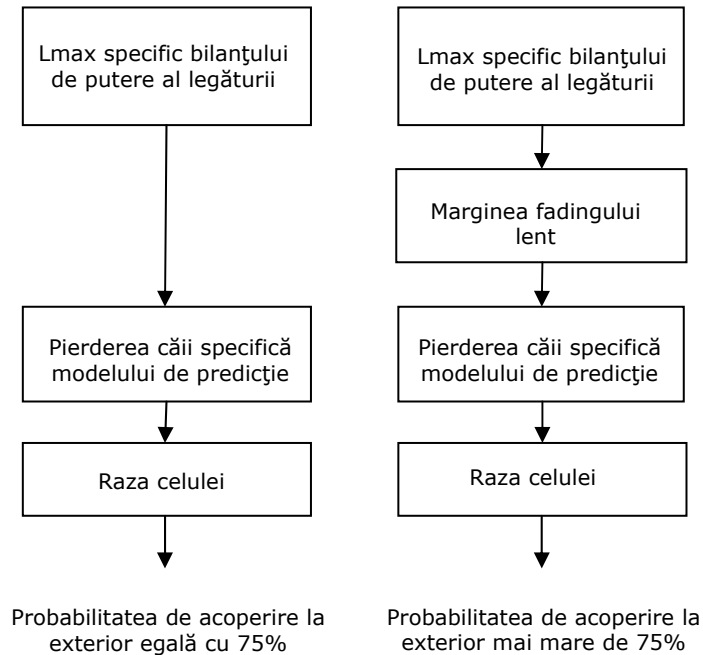 Lmax specific bilanţului
de putere al legăturii
Pierderea căii specifică
modelului de predicţie
Raza celulei
Probabilitatea de acoperire la
exterior egală cu 75%
Lmax specific bilanţului
de putere al legăturii
Marginea fadingului
lent
Pierderea căii specifică
modelului de predicţie
Raza celulei
Probabilitatea de acoperire la
exterior mai mare de 75%